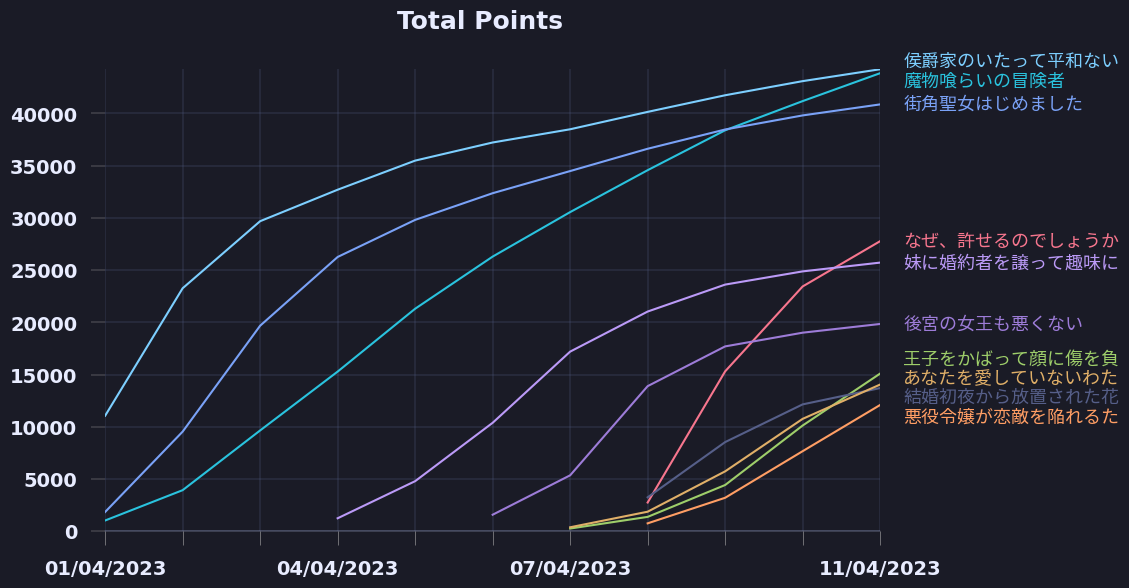 Total Points
侯爵家のいたって平和ない
魔物喰らいの冒険者
街角聖女はじめました
なぜ、許せるのでしょうか
妹に婚約者を譲って趣味に
後宮の女王も悪くない
王子をかばって顔に傷を負
あなたを愛していないわた
結婚初夜から放置された花
悪役令嬢が恋敵を陥れるた
40000
35000
30000
25000
20000
15000
10000
5000
0
01/04/2023 04/04/2023 07/04/2023 11/04/2023